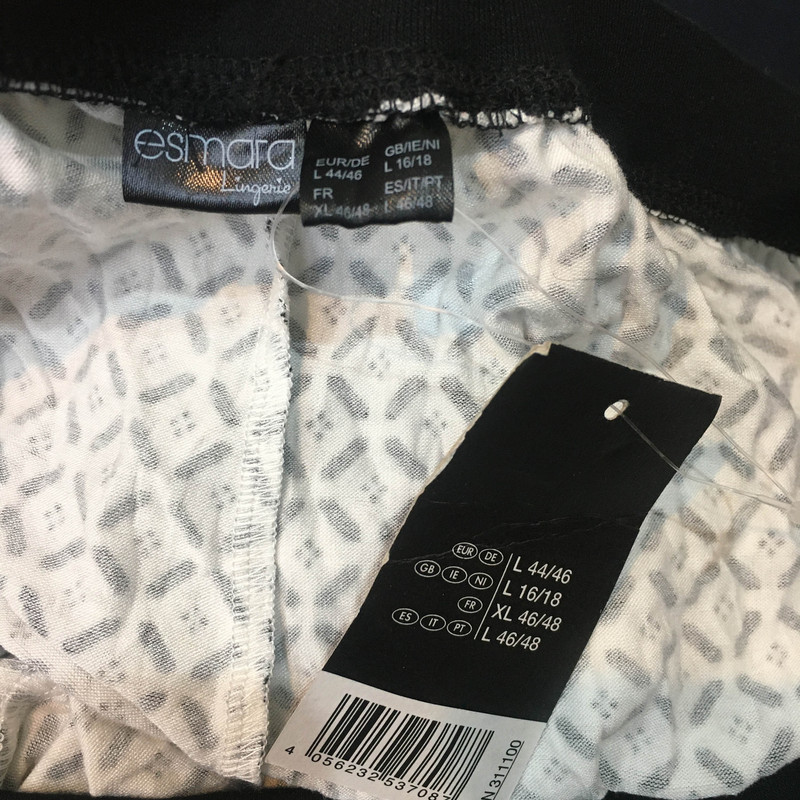 esmara
Lingerie
EUR/DE
L 44/46
FR
XL 46/48
GB/IE/NI
L 16/18
ES/IT/PT
L 46/48
EUR DE L 44/46
GB IE NI L 16/18
FR XL 46/48
ES IT PT L 46/48
4 056232 537087
N 311100